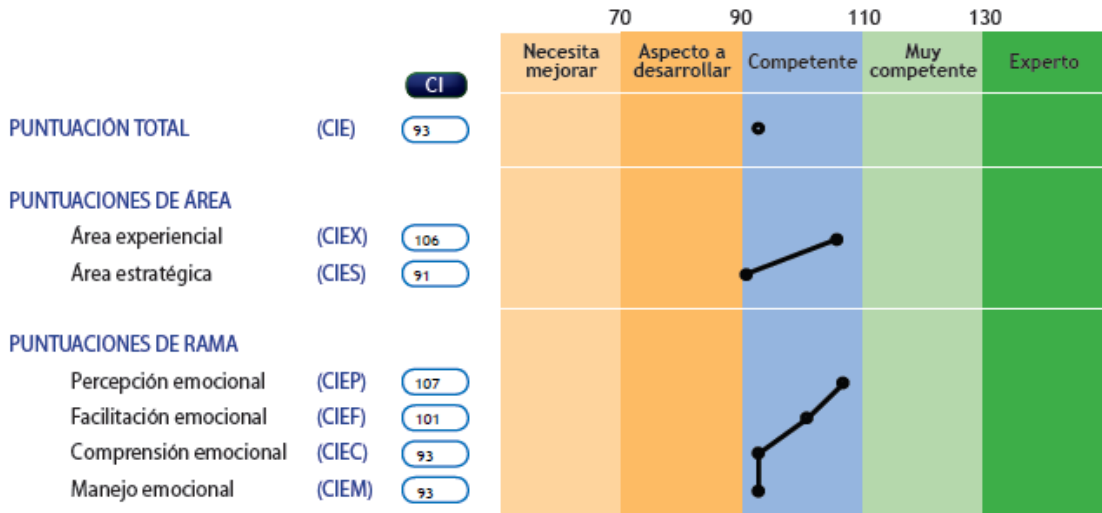 70 90 110 130
Necesita mejorar Aspecto a desarrollar Competente Muy competente Experto
CI
PUNTUACIÓN TOTAL (CIE) 93
PUNTUACIONES DE ÁREA
Área experiencial (CIEX) 106
Área estratégica (CIES) 91
PUNTUACIONES DE RAMA
Percepción emocional (CIEP) 107
Facilitación emocional (CIEF) 101
Comprensión emocional (CIEC) 93
Manejo emocional (CIEM) 93